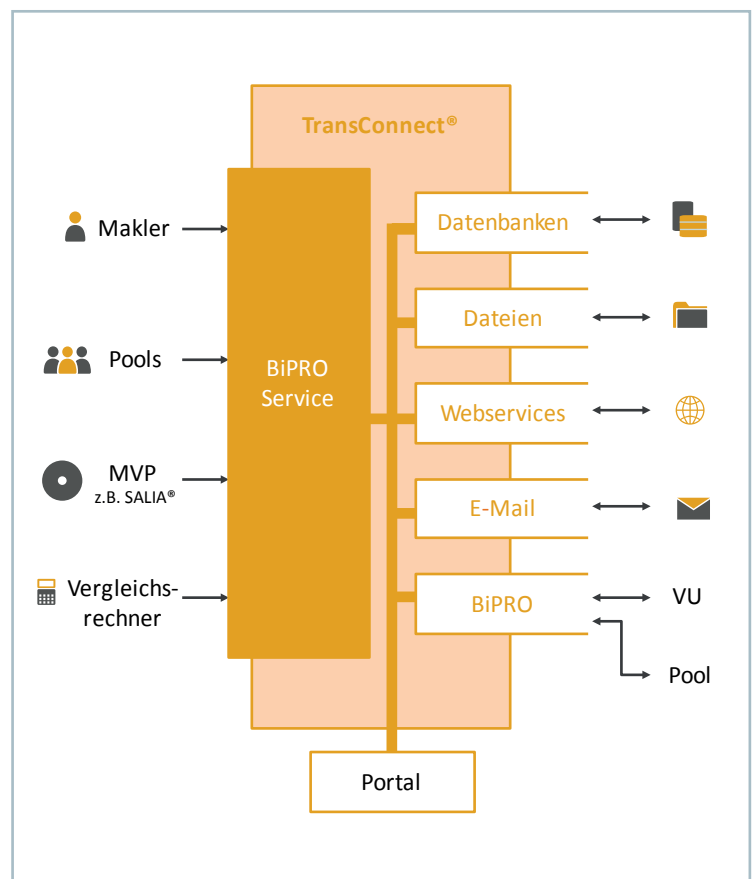 TransConnect®
Makler
Pools
MVP
z.B. SALIA®
Vergleichs-
rechner
BiPRO
Service
Datenbanken
Dateien
Webservices
E-Mail
BiPRO
VU
Pool
Portal